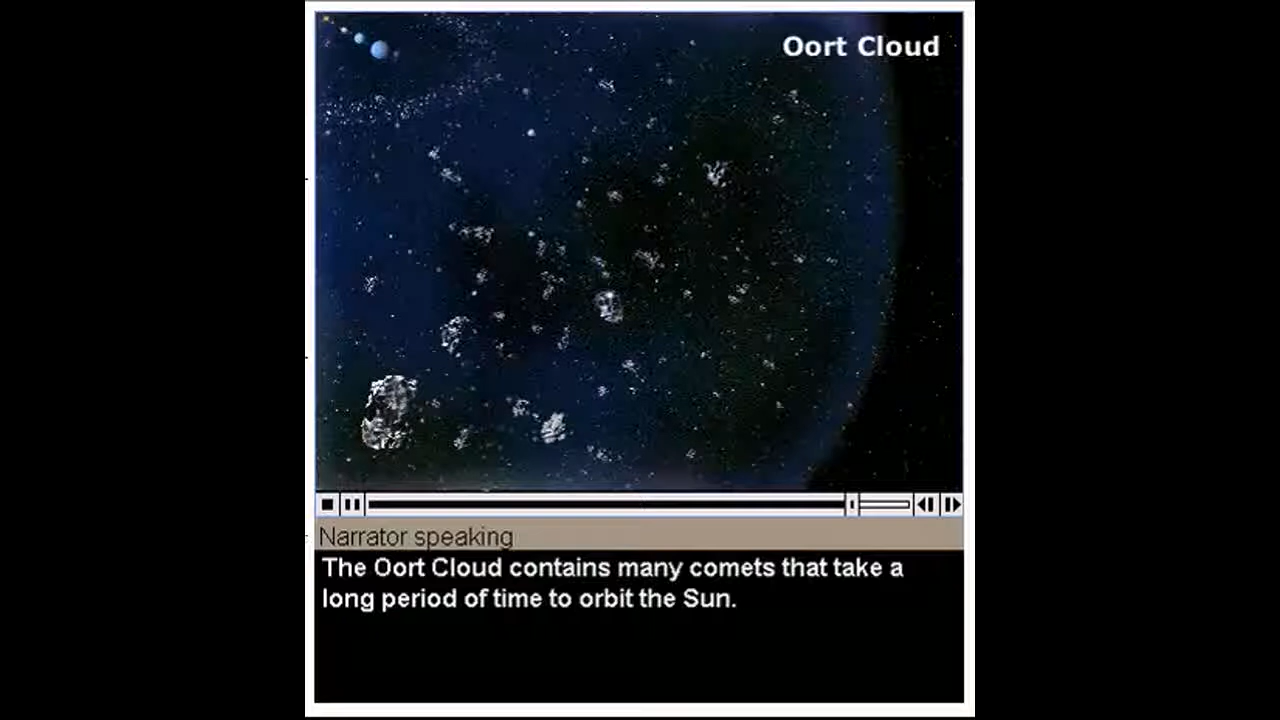 Oort Cloud
Narrator speaking
The Oort Cloud contains many comets that take a
long period of time to orbit the Sun.